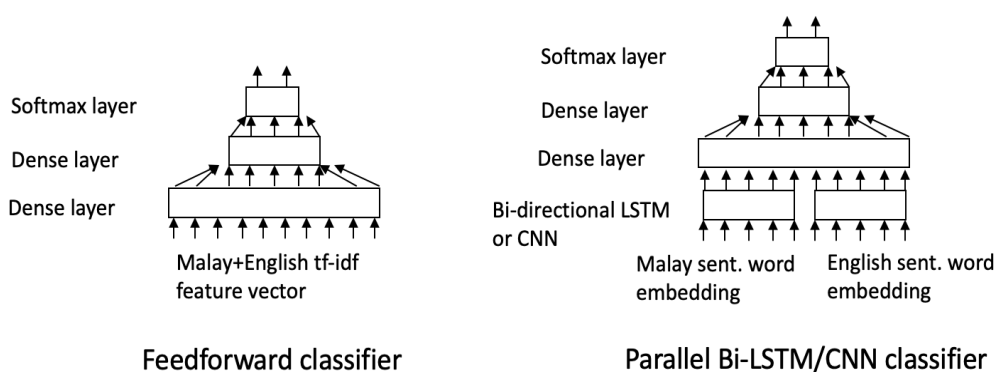 Softmax layer
Dense layer
Dense layer
Malay+English tf-idf
feature vector
Feedforward classifier
Softmax layer
Dense layer
Dense layer
Bi-directional LSTM
or CNN
Malay sent. word
embedding
English sent. word
embedding
Parallel Bi-LSTM/CNN classifier